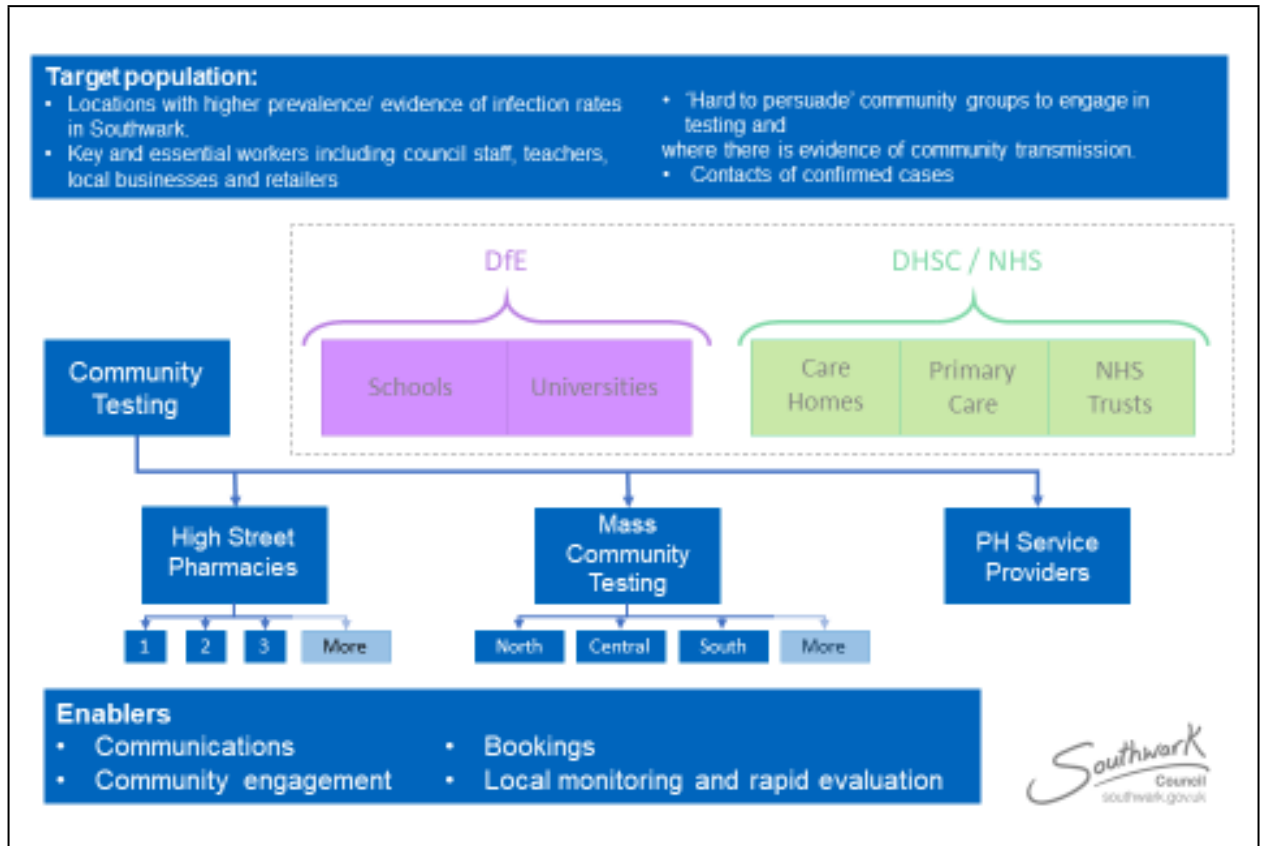 Target population:
• Locations with higher prevalence/ evidence of infection rates
in Southwark.
• Key and essential workers including council staff, teachers,
local businesses and retailers
• 'Hard to persuade' community groups to engage in
testing and
where there is evidence of community transmission.
• Contacts of confirmed cases
DfE
DHSC / NHS
Community
Testing
Schools
Universities
Care
Homes
Primary
Care
NHS
Trusts
High Street
Pharmacies
Mass
Community
Testing
PH Service
Providers
1
2
3
More
North
Central
South
More
Enablers
• Communications
• Community engagement
• Bookings
• Local monitoring and rapid evaluation
Southwark
Council
southwark.gov.uk